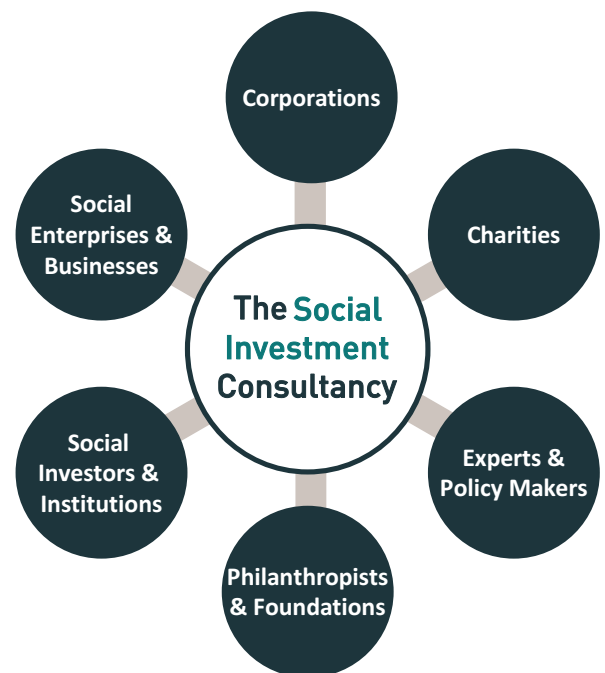 Corporations
Charities
Experts &
Policy Makers
Philanthropists
& Foundations
Social
Investors &
Institutions
Social
Enterprises &
Businesses
The Social
Investment
Consultancy